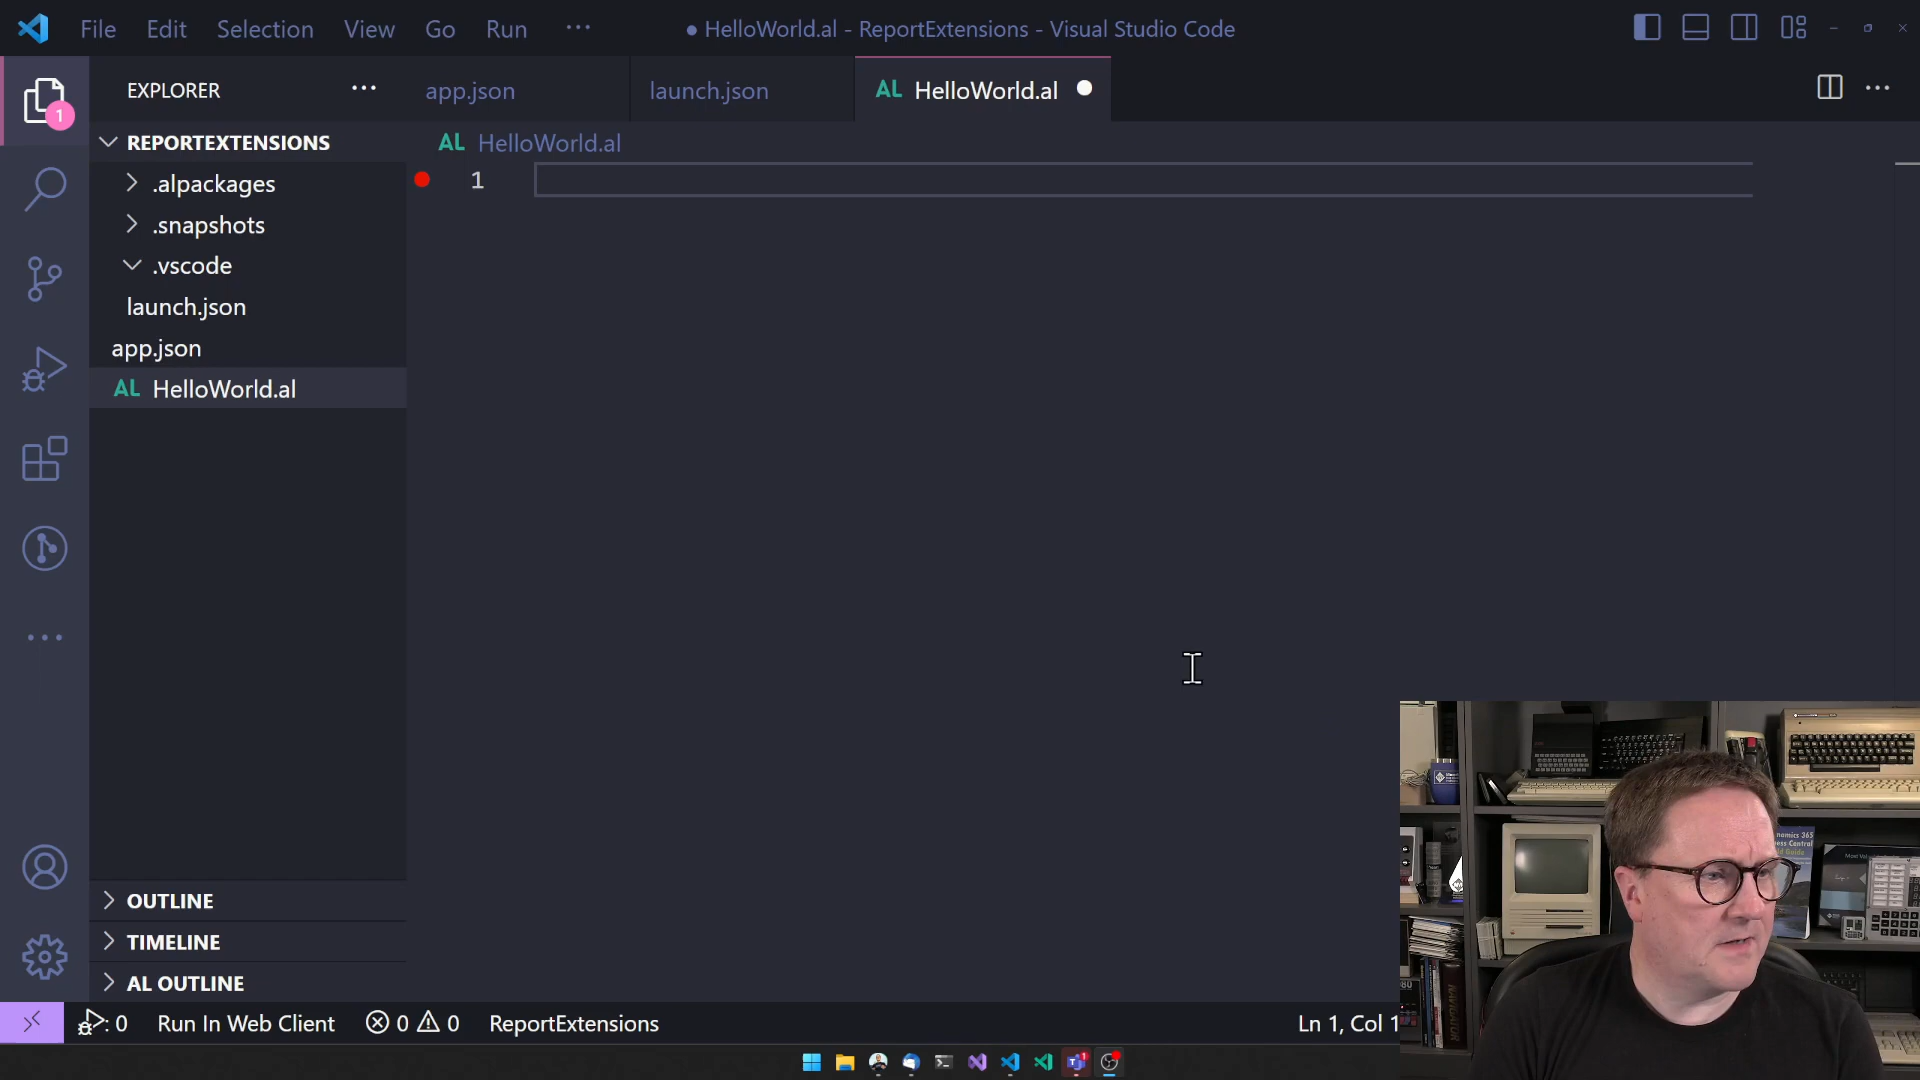 File Edit Selection View Go Run ···
● HelloWorld.al - ReportExtensions - Visual Studio Code
EXPLORER
app.json
launch.json
AL HelloWorld.al
REPORTEXTENSIONS
AL HelloWorld.al
1
1
.alpackages
.snapshots
.vscode
launch.json
app.json
AL HelloWorld.al
OUTLINE
TIMELINE
AL OUTLINE
: 0 Run In Web Client 0 0 ReportExtensions
Ln 1, Col 1